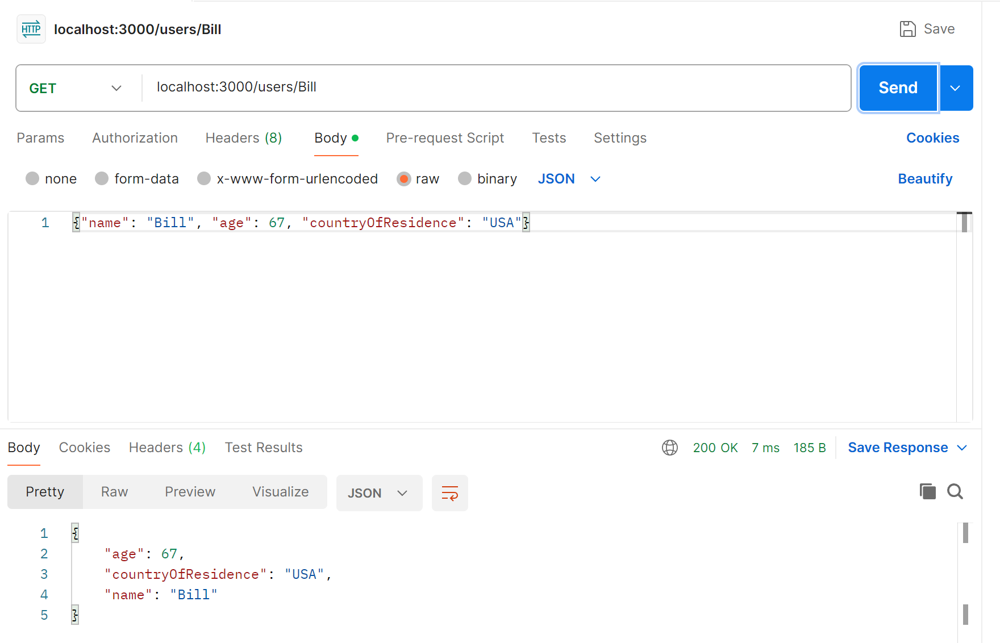 HTTP localhost:3000/users/Bill Save
GET localhost:3000/users/Bill Send
Params Authorization Headers (8) Body Pre-request Script Tests Settings Cookies
none form-data x-www-form-urlencoded raw binary JSON Beautify
1 {"name": "Bill", "age": 67, "countryOfResidence": "USA"}
Body Cookies Headers (4) Test Results 200 OK 7 ms 185 B Save Response
Pretty Raw Preview Visualize JSON
1 {
2 "age": 67,
3 "countryOfResidence": "USA",
4 "name": "Bill"
5 }